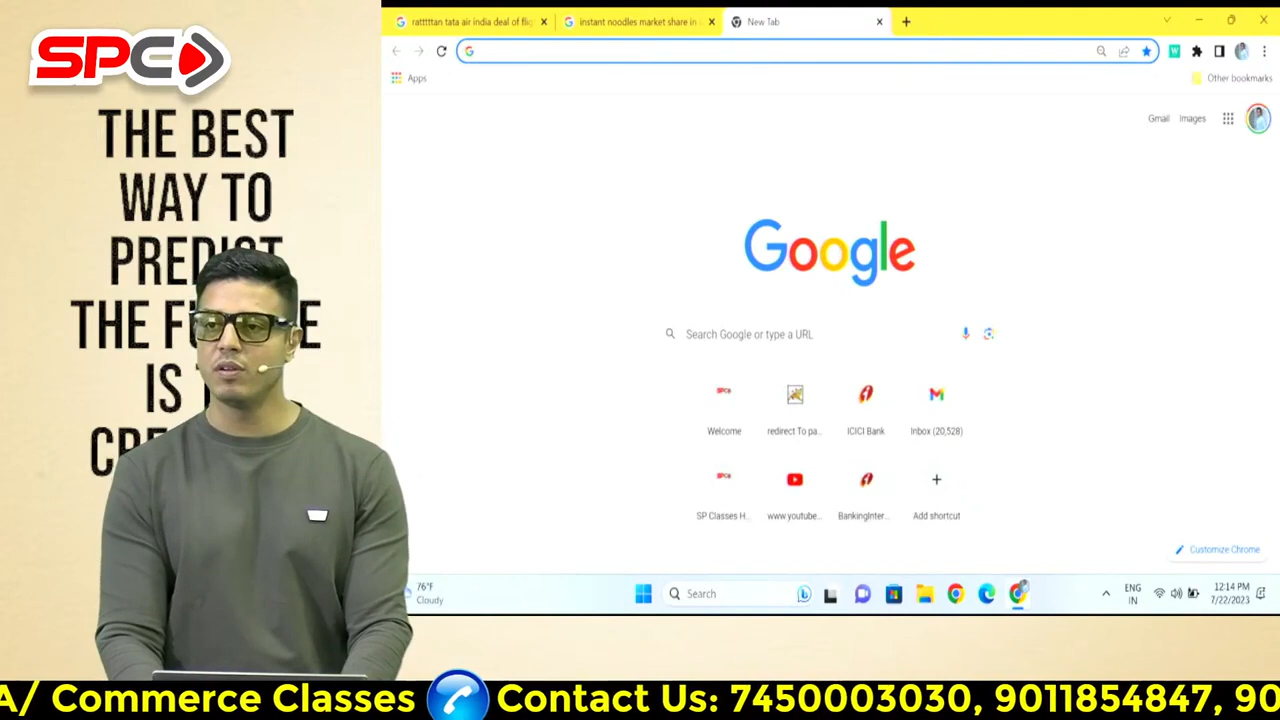 SPC
THE BEST
WAY TO
IS
rattttan tata air india deal of flig
instant noodles market share in
New Tab
Apps
Other bookmarks
Gmail
Images
Google
Search Google or type a URL
Welcome
redirect To pa...
ICICI Bank
Inbox (20,528)
SP Classes H...
www.youtube...
BankingInter...
Add shortcut
Customize Chrome
76°F
Cloudy
Search
ENG
IN
12:14 PM
7/22/2023
A/ Commerce Classes
Contact Us: 7450003030, 9011854847, 90